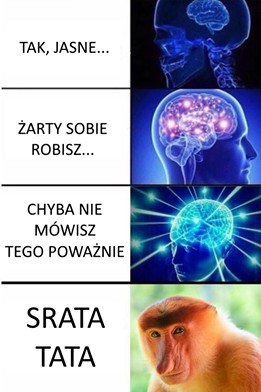 TAK, JASNE...
ŻARTY SOBIE
ROBISZ...
CHYBA NIE
MÓWISZ
TEGO POWAŻNIE
SRATA
TATA